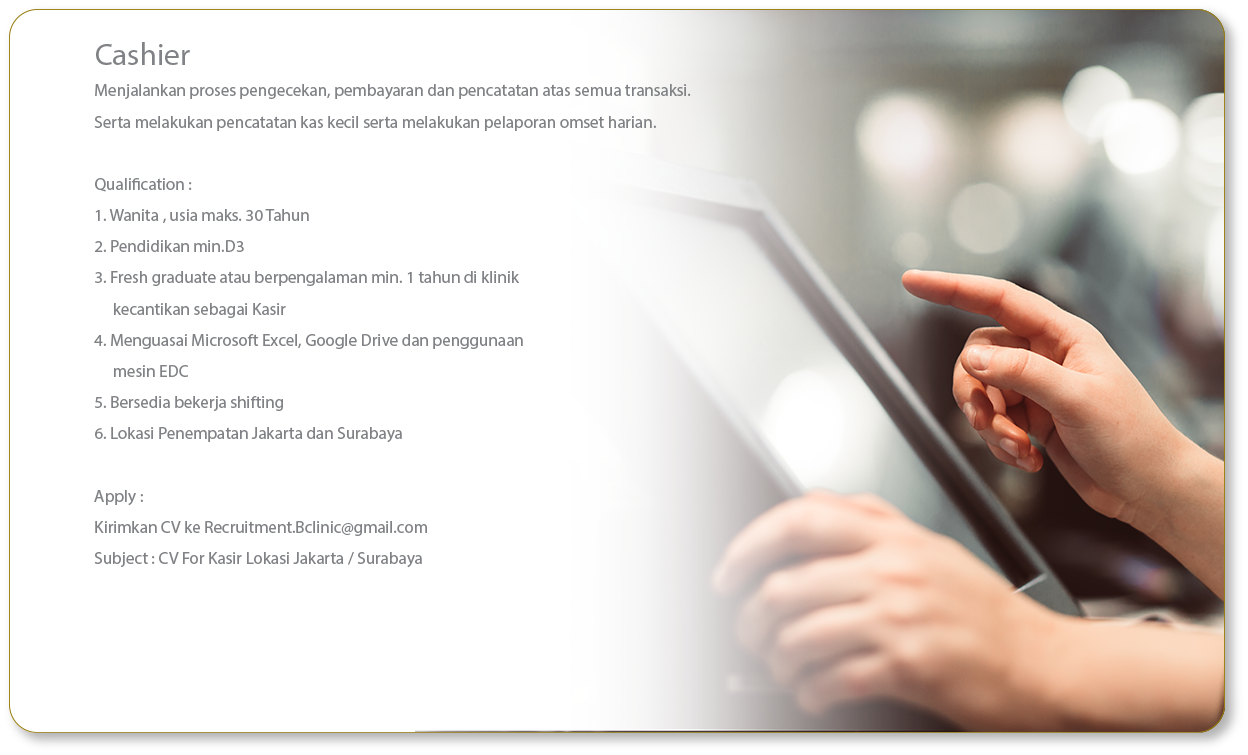 Cashier
Menjalankan proses pengecekan, pembayaran dan pencatatan atas semua transaksi.
Serta melakukan pencatatan kas kecil serta melakukan pelaporan omset harian.
Qualification :
1. Wanita , usia maks. 30 Tahun
2. Pendidikan min.D3
3. Fresh graduate atau berpengalaman min. 1 tahun di klinik
kecantikan sebagai Kasir
4. Menguasai Microsoft Excel, Google Drive dan penggunaan
mesin EDC
5. Bersedia bekerja shifting
6. Lokasi Penempatan Jakarta dan Surabaya
Apply :
Kirimkan CV ke Recruitment.Bclinic@gmail.com
Subject : CV For Kasir Lokasi Jakarta / Surabaya